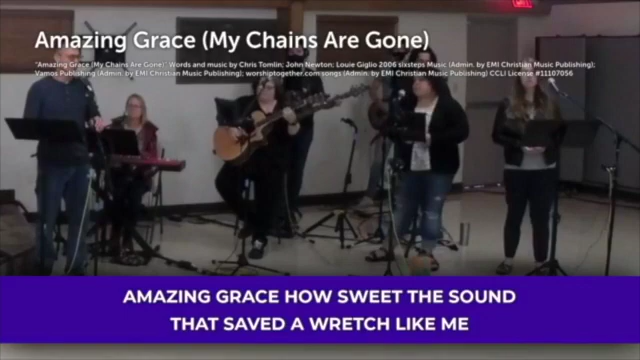 Amazing Grace (My Chains Are Gone)
"Amazing Grace (My Chains Are Gone)" Words and music by Chris Tomlin; John Newton; Louie Giglio 2006 sixsteps Music (Admin. by EMI Christian Music Publishing);
Vamos Publishing (Admin. by EMI Christian Music Publishing); worshiptogether.com songs (Admin. by EMI Christian Music Publishing) CCLI License #11107056
AMAZING GRACE HOW SWEET THE SOUND
THAT SAVED A WRETCH LIKE ME